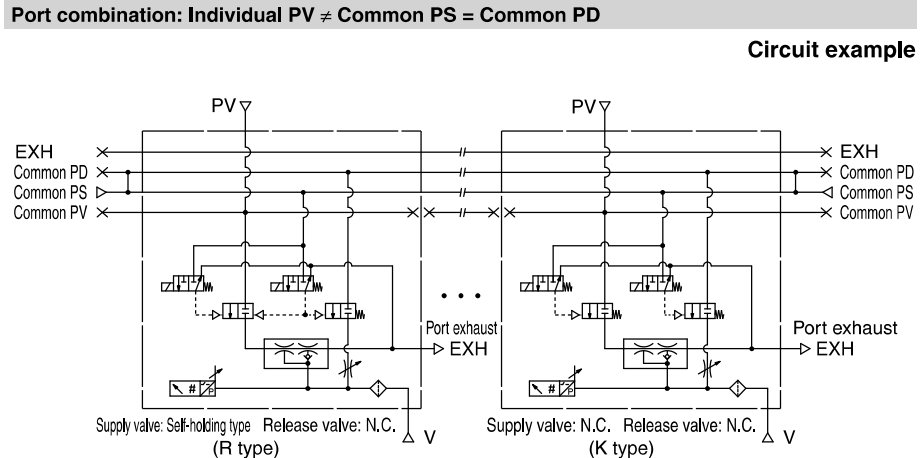 Port combination: Individual PV ≠ Common PS = Common PD
Circuit example
PV PV
EXH EXH
Common PD Common PD
Common PS Common PS
Common PV Common PV
• • •
Port exhaust Port exhaust
EXH EXH
# P # P
Supply valve: Self-holding type Release valve: N.C. V Supply valve: N.C. Release valve: N.C. V
(R type) (K type)